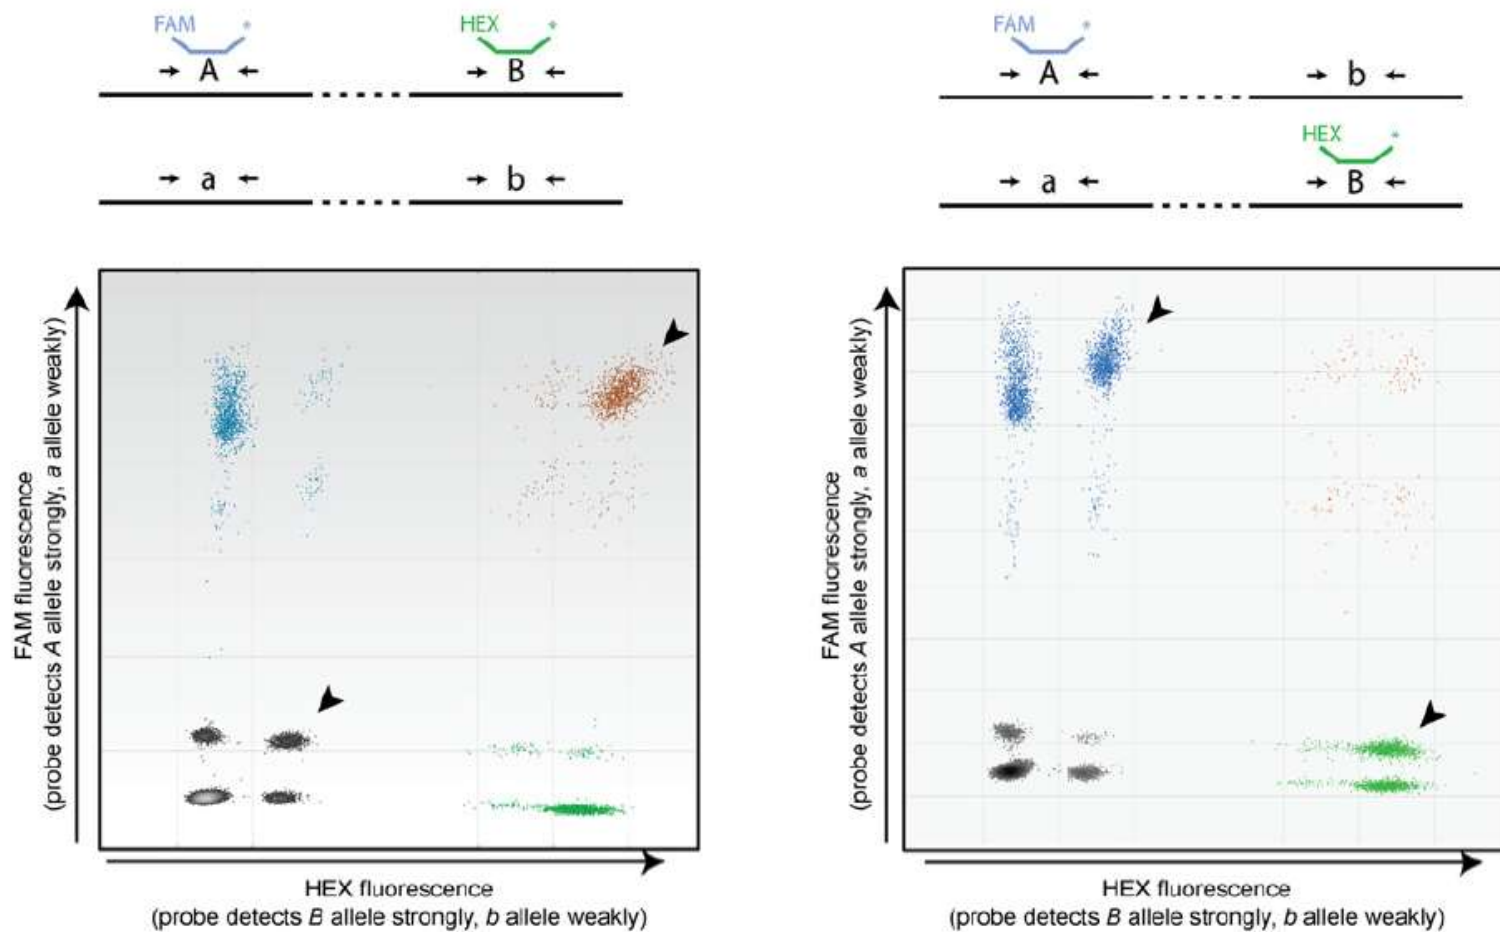 FAM *
HEX *
A
B
a
b
FAM fluorescence
(probe detects A allele strongly, a allele weakly)
HEX fluorescence
(probe detects B allele strongly, b allele weakly)
FAM *
A
b
HEX *
a
B
FAM fluorescence
(probe detects A allele strongly, a allele weakly)
HEX fluorescence
(probe detects B allele strongly, b allele weakly)